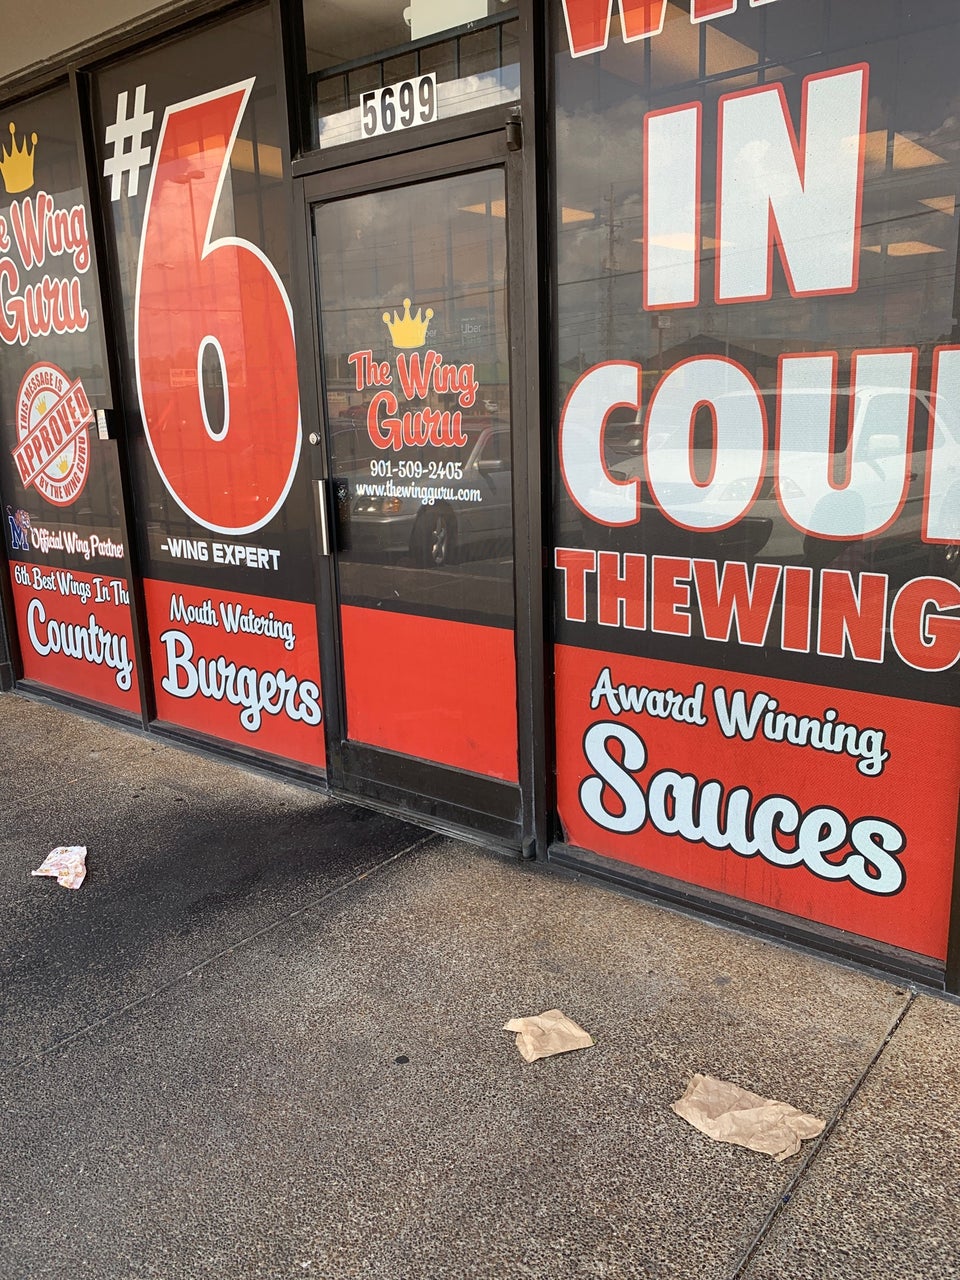 5699
The Wing
Guru
THIS MESSAGE IS
APPROVED
BY THE WING GURU
M Official Wing Partner
6th Best Wings In The
Country
#6
-WING EXPERT
Mouth Watering
Burgers
Uber
The Wing
Guru
901-509-2405
www.thewingguru.com
IN
COU
THEWING
Award Winning
Sauces